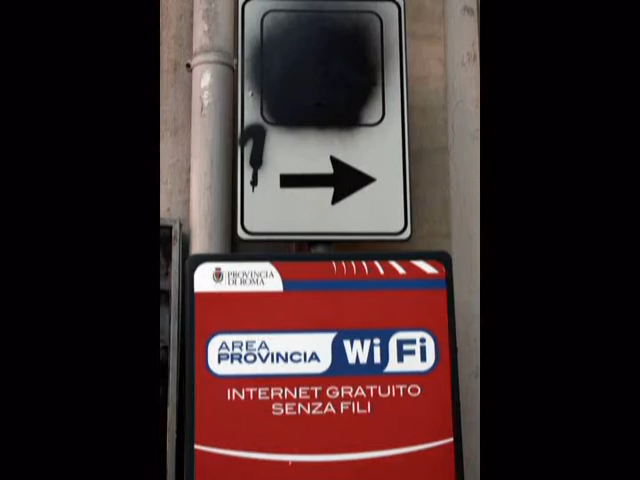 PROVINCIA
DI ROMA
AREA
PROVINCIA
WiFi
INTERNET GRATUITO
SENZA FILI